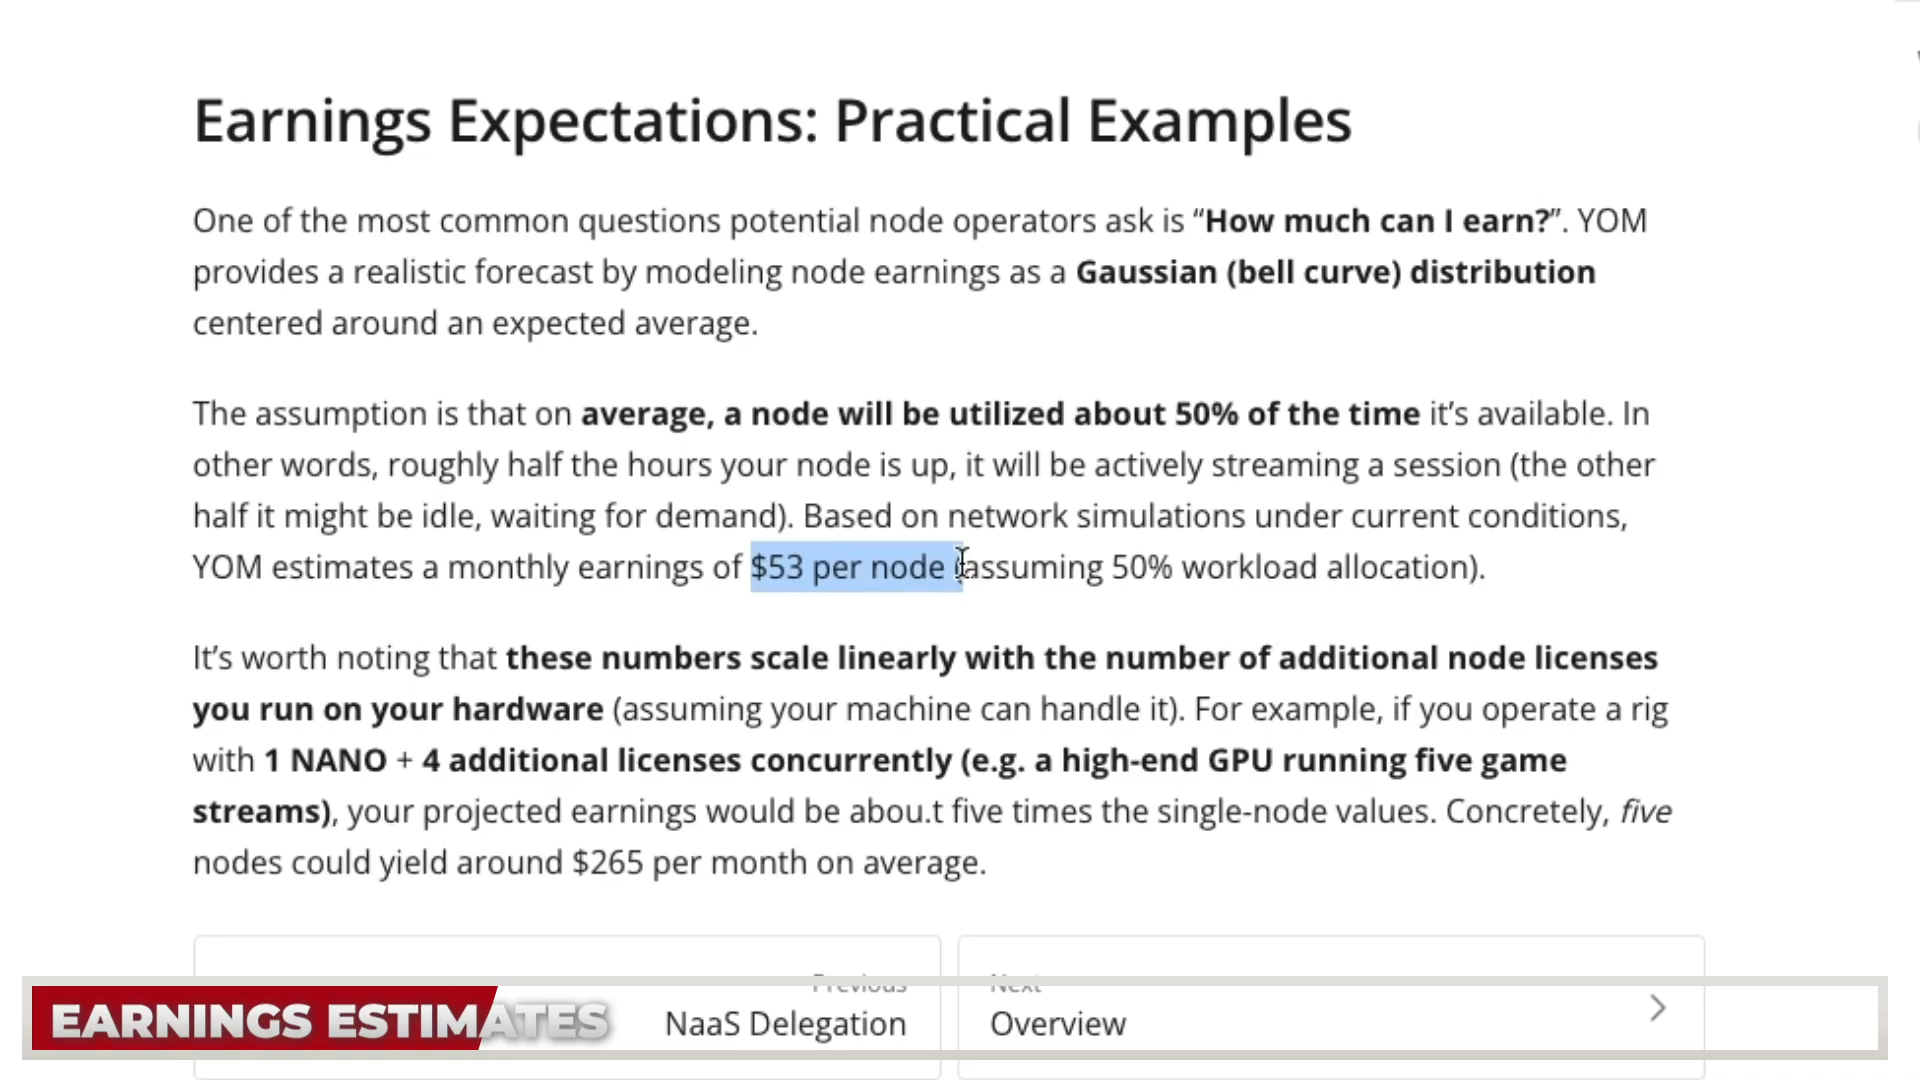 Earnings Expectations: Practical Examples
One of the most common questions potential node operators ask is “How much can I earn?”. YOM
provides a realistic forecast by modeling node earnings as a Gaussian (bell curve) distribution
centered around an expected average.
The assumption is that on average, a node will be utilized about 50% of the time it’s available. In
other words, roughly half the hours your node is up, it will be actively streaming a session (the other
half it might be idle, waiting for demand). Based on network simulations under current conditions,
YOM estimates a monthly earnings of $53 per node (assuming 50% workload allocation).
It’s worth noting that these numbers scale linearly with the number of additional node licenses
you run on your hardware (assuming your machine can handle it). For example, if you operate a rig
with 1 NANO + 4 additional licenses concurrently (e.g. a high-end GPU running five game
streams), your projected earnings would be abou.t five times the single-node values. Concretely, five
nodes could yield around $265 per month on average.
Previous
NaaS Delegation
Next
Overview
EARNINGS ESTIMATES